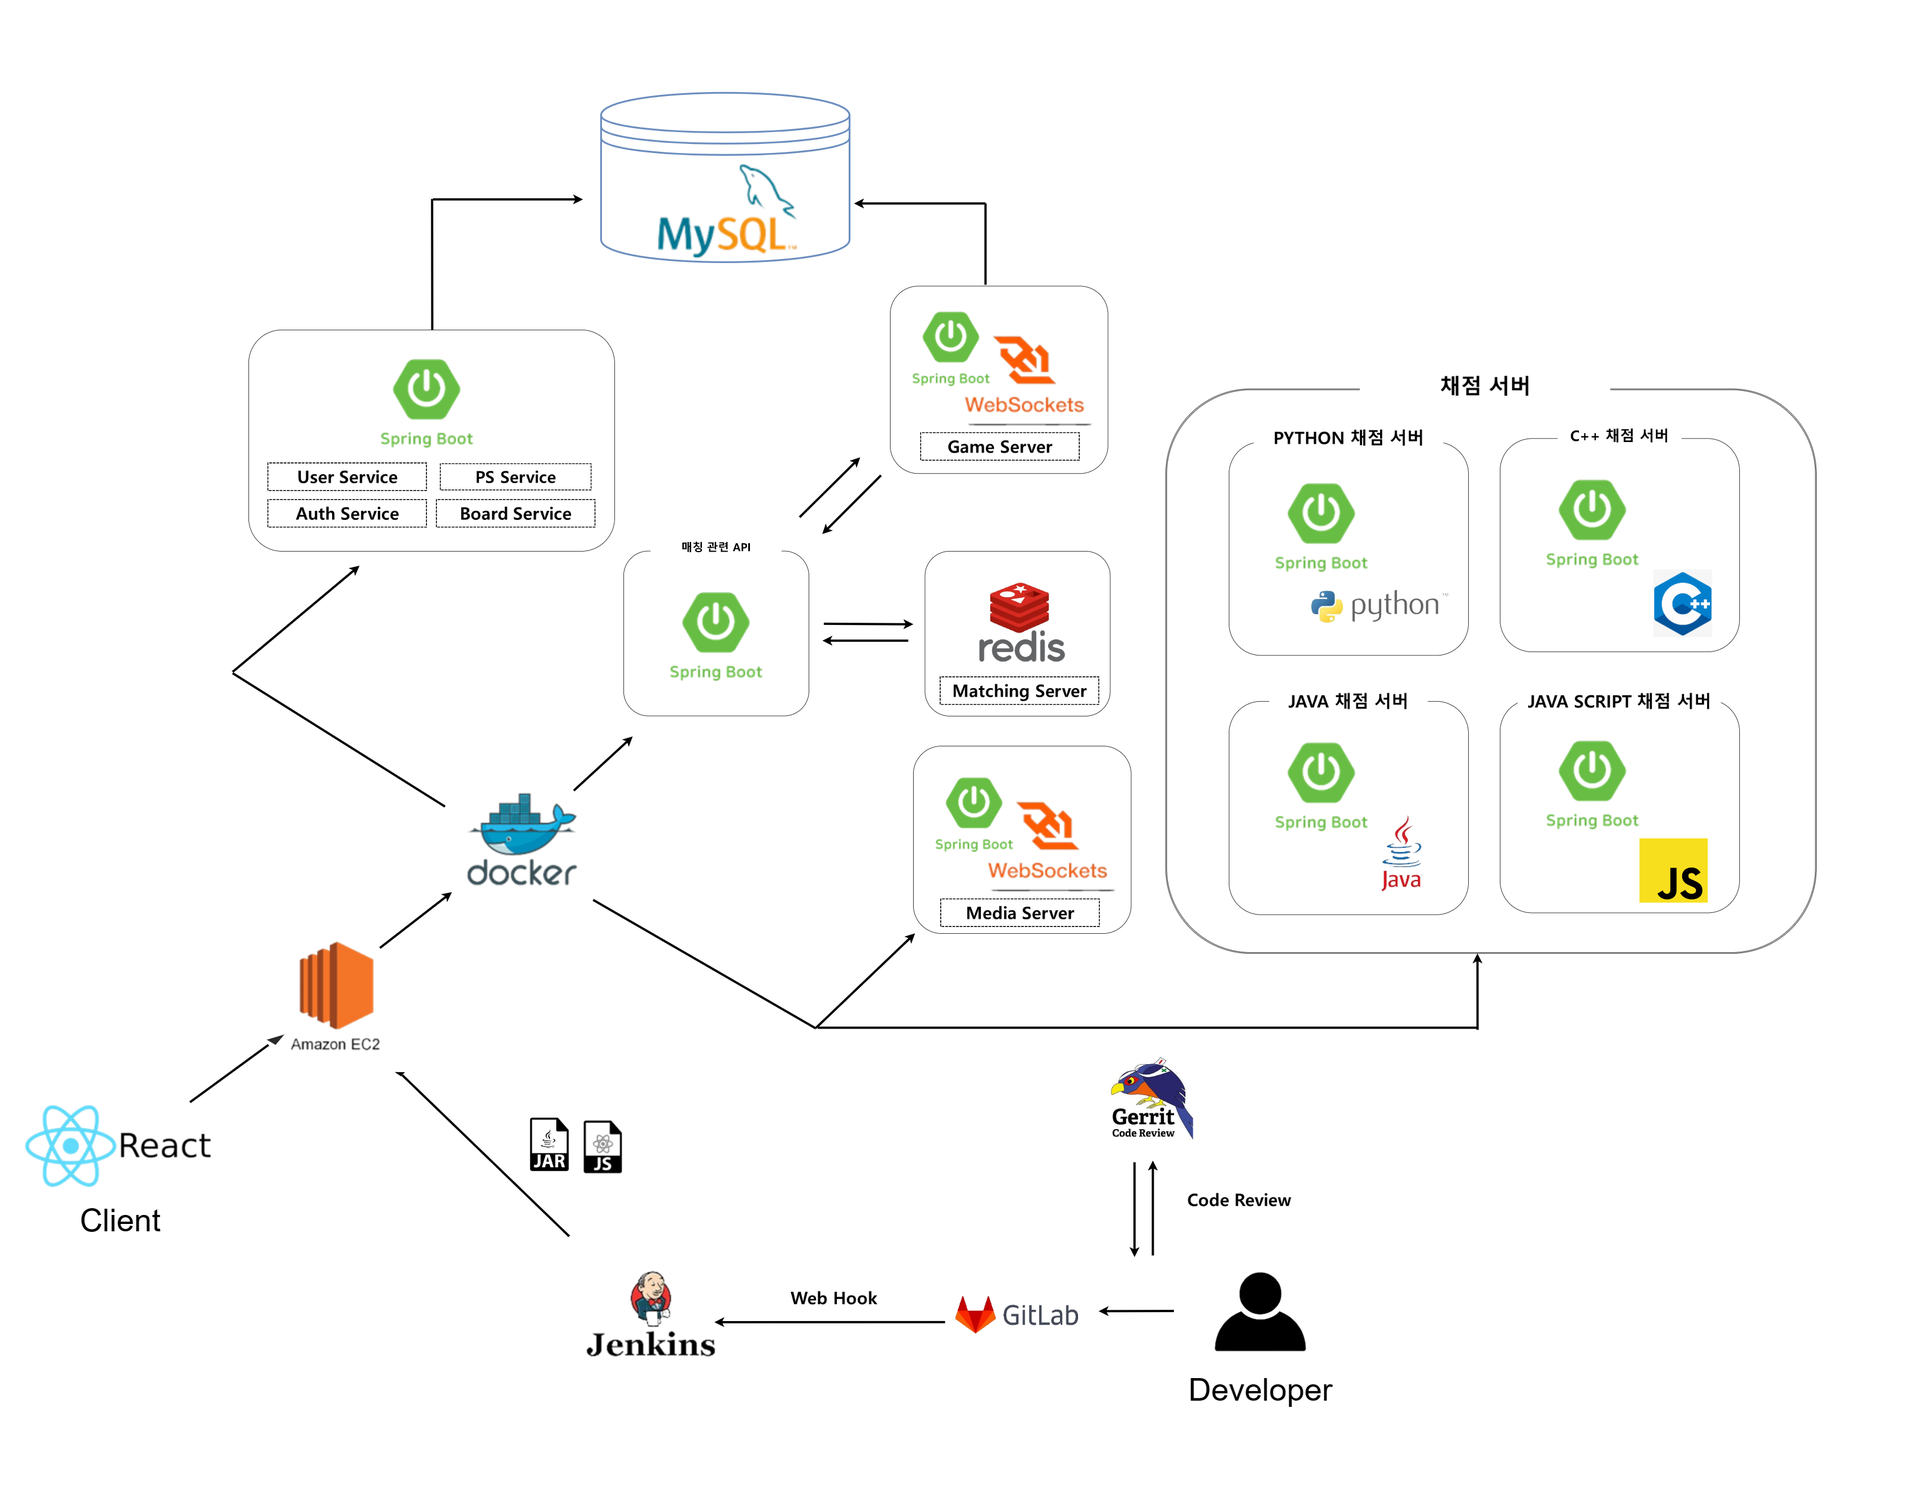 MySQL™
Spring Boot
User Service
PS Service
Auth Service
Board Service
Spring Boot
WebSockets
Game Server
매칭 관련 API
Spring Boot
redis
Matching Server
Spring Boot
WebSockets
Media Server
채점 서버
PYTHON 채점 서버
Spring Boot
python™
C++ 채점 서버
Spring Boot
C++
JAVA 채점 서버
Spring Boot
Java
JAVA SCRIPT 채점 서버
Spring Boot
JS
docker
Amazon EC2
React
Client
JAR
JS
Gerrit
Code Review
Code Review
Jenkins
Web Hook
GitLab
Developer